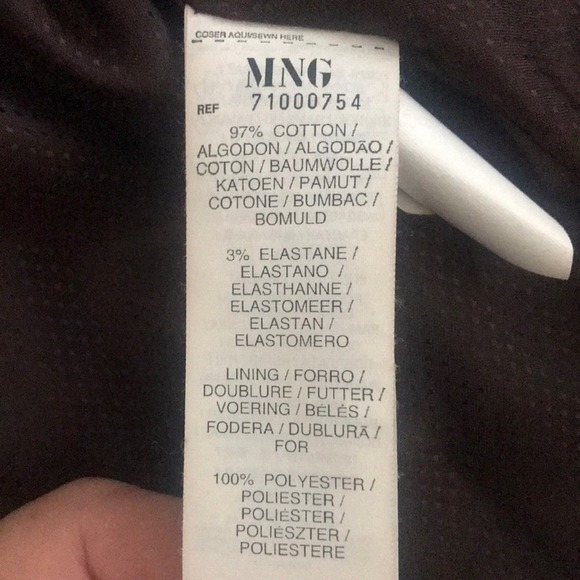 COSER AQUI/SEWN HERE
MNG
REF 71000754
97% COTTON /
ALGODON / ALGODÃO /
COTON / BAUMWOLLE /
KATOEN / PAMUT /
COTONE / BUMBAC /
BOMULD
3% ELASTANE /
ELASTANO /
ELASTHANNE /
ELASTOMEER /
ELASTAN /
ELASTOMERO
LINING / FORRO /
DOUBLURE / FUTTER /
VOERING / BÉLÉS /
FODERA / DUBLURĂ /
FOR
100% POLYESTER /
POLIESTER /
POLIÉSTER /
POLIÉSZTER /
POLIESTERE